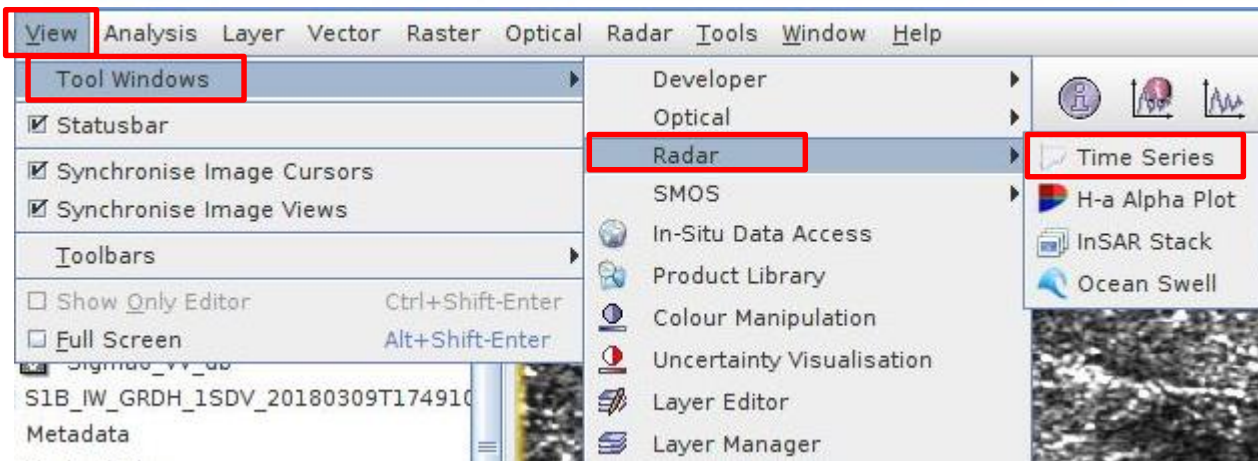 View Analysis Layer Vector Raster Optical Radar Tools Window Help
Tool Windows
Statusbar
Synchronise Image Cursors
Synchronise Image Views
Toolbars
Show Only Editor Ctrl+Shift-Enter
Full Screen Alt+Shift-Enter
S1B_IW_GRDH_1SDV_20180309T174910
Metadata
Developer
Optical
Radar
SMOS
In-Situ Data Access
Product Library
Colour Manipulation
Uncertainty Visualisation
Layer Editor
Layer Manager
Time Series
H-a Alpha Plot
InSAR Stack
Ocean Swell